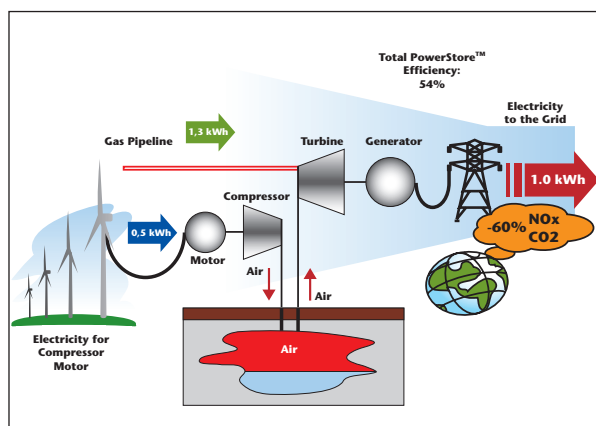 Total PowerStore™
Efficiency:
54%
Electricity
to the Grid
1,3 kWh
Gas Pipeline
Turbine
Generator
1.0 kWh
Compressor
0,5 kWh
-60% NOx
CO2
Motor
Air
Air
Electricity for
Compressor
Motor
Air